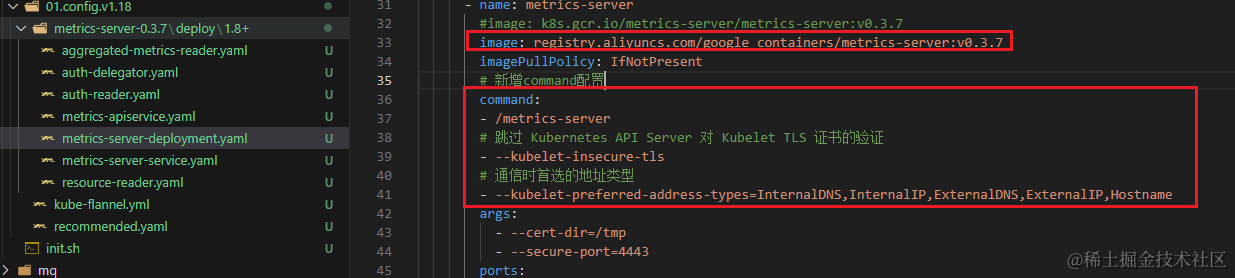 01.config.v1.18
metrics-server-0.3.7\deploy\1.8+
aggregated-metrics-reader.yaml
U
auth-delegator.yaml
U
auth-reader.yaml
U
metrics-apiservice.yaml
U
metrics-server-deployment.yaml
U
metrics-server-service.yaml
U
resource-reader.yaml
U
kube-flannel.yml
U
recommended.yaml
U
init.sh
U
mq
31 - name: metrics-server
32 #image: k8s.gcr.io/metrics-server/metrics-server:v0.3.7
33 image: registry.aliyuncs.com/google_containers/metrics-server:v0.3.7
34 imagePullPolicy: IfNotPresent
35 # 新增command配置
36 command:
37 - /metrics-server
38 # 跳过 Kubernetes API Server 对 Kubelet TLS 证书的验证
39 - --kubelet-insecure-tls
40 # 通信时首选的地址类型
41 - --kubelet-preferred-address-types=InternalDNS,InternalIP,ExternalDNS,ExternalIP,Hostname
42 args:
43 - --cert-dir=/tmp
44 - --secure-port=4443
45 ports:
@稀土掘金技术社区